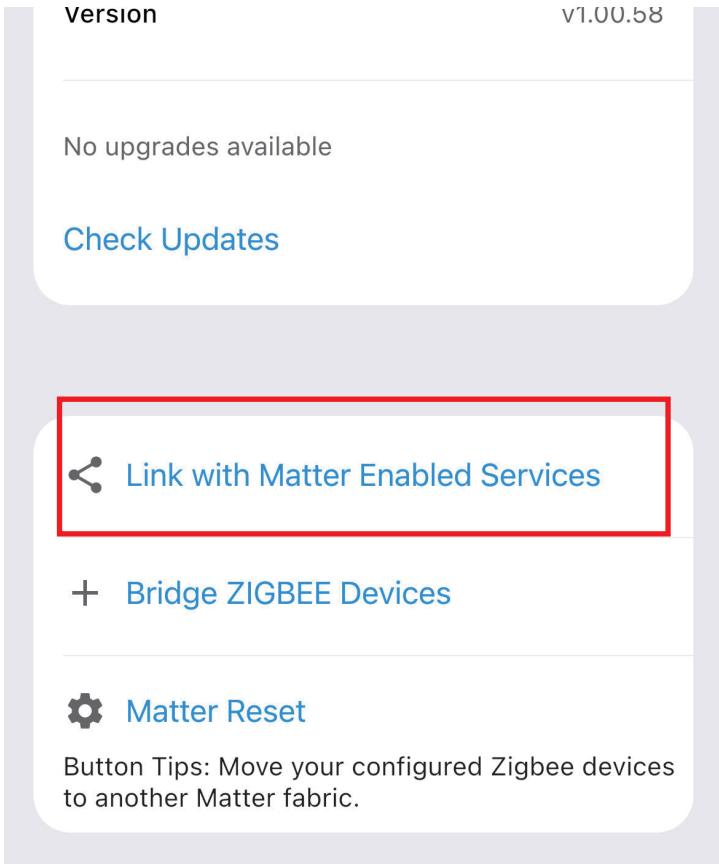 Version v1.00.58
No upgrades available
Check Updates
Link with Matter Enabled Services
Bridge ZIGBEE Devices
Matter Reset
Button Tips: Move your configured Zigbee devices
to another Matter fabric.